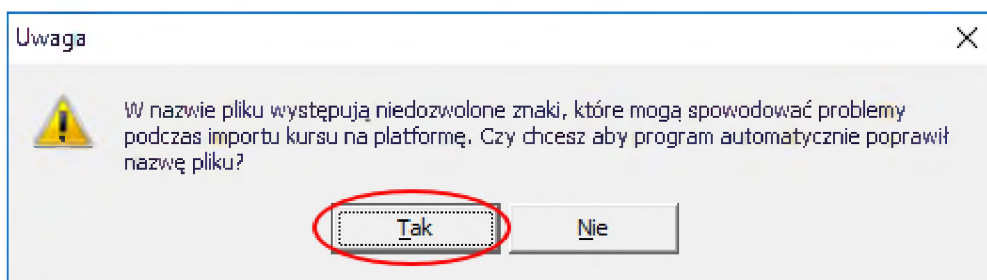 Uwaga
W nazwie pliku występują niedozwolone znaki, które mogą spowodować problemy
podczas importu kursu na platformę. Czy chcesz aby program automatycznie poprawił
nazwę pliku?
Tak
Nie